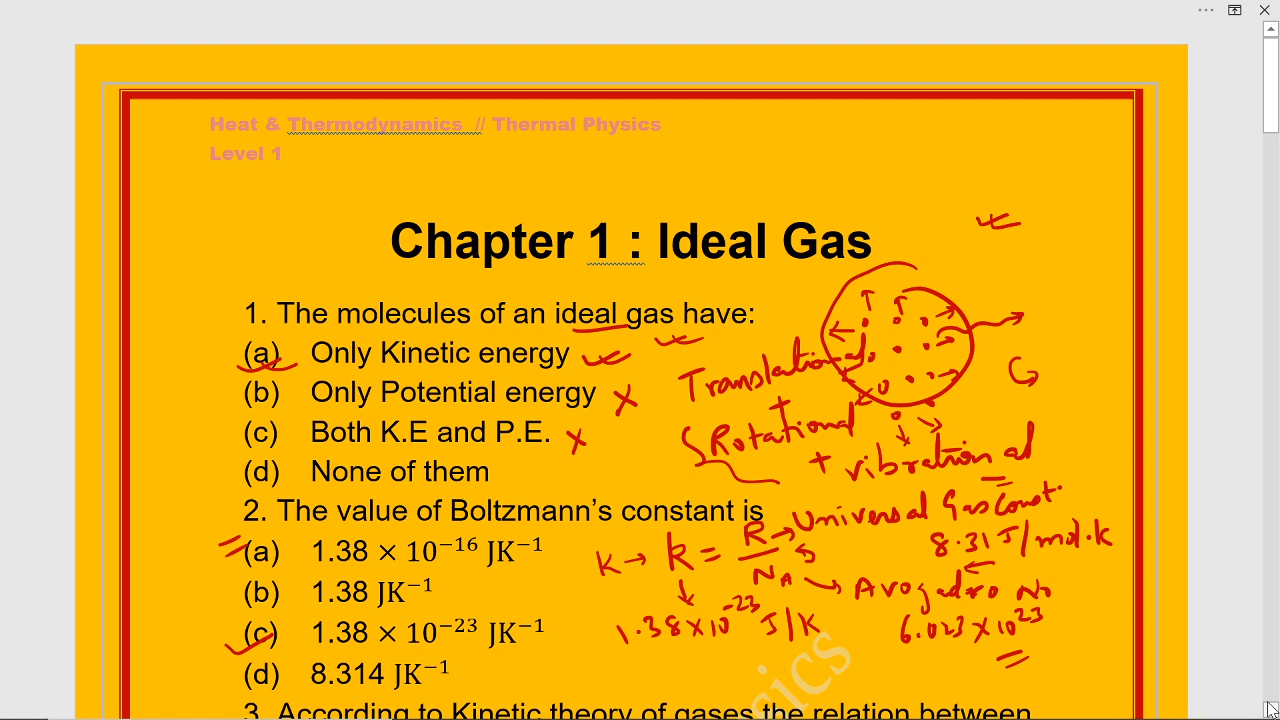 Heat & Thermodynamics // Thermal Physics
Level 1
Chapter 1 : Ideal Gas
1. The molecules of an ideal gas have:
(a) Only Kinetic energy
(b) Only Potential energy
(c) Both K.E and P.E.
(d) None of them
Translational
+
Rotational
+ vibrational
2. The value of Boltzmann's constant is
(a) 1.38 × 10⁻¹⁶ JK⁻¹
(b) 1.38 JK⁻¹
(c) 1.38 × 10⁻²³ JK⁻¹
(d) 8.314 JK⁻¹
K → k = R/N_A
R → Universal Gas Const.
8.31 J/mol.k
→ Avogadro No
1.38 × 10⁻²³ J/K
6.023 × 10²³
sics
3. According to Kinetic theory of gases the relation between